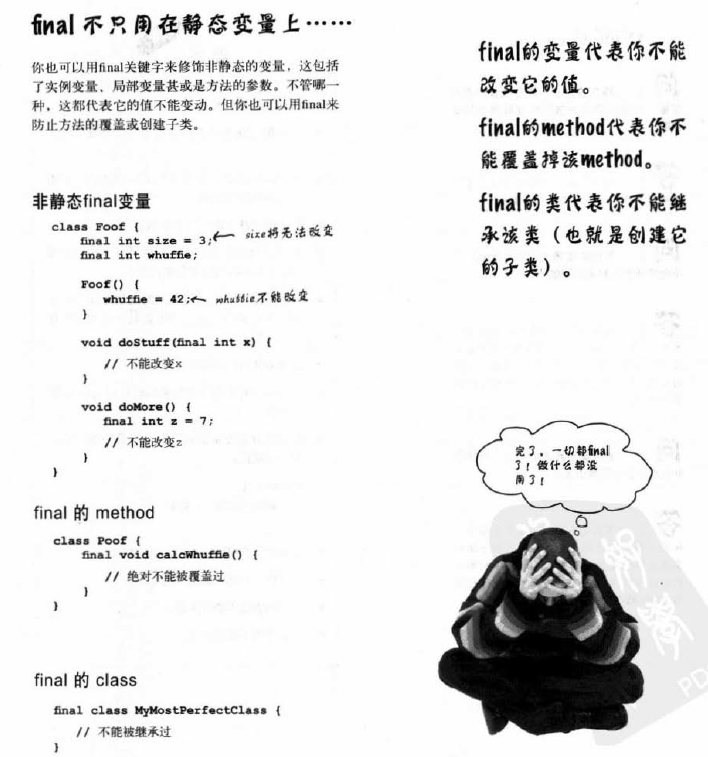 final 不只用在静态变量上……
你也可以用final关键字来修饰非静态的变量，这包括
了实例变量、局部变量甚或是方法的参数。不管哪一
种，这都代表它的值不能变动。但你也可以用final来
防止方法的覆盖或创建子类。
非静态final变量
class Foof {
final int size = 3; ← size将无法改变
final int whuffie;
Foof() {
whuffie = 42; ← whuffie不能改变
}
void doStuff(final int x) {
// 不能改变x
}
void doMore() {
final int z = 7;
// 不能改变z
}
}
final 的 method
class Poof {
final void calcWhuffie() {
// 绝对不能被覆盖过
}
}
final 的 class
final class MyMostPerfectClass {
// 不能被继承过
}
final的变量代表你不能
改变它的值。
final的method代表你不
能覆盖掉该method。
final的类代表你不能继
承该类（也就是创建它
的子类）。
完了，一切都final
了！做什么都没
用了！